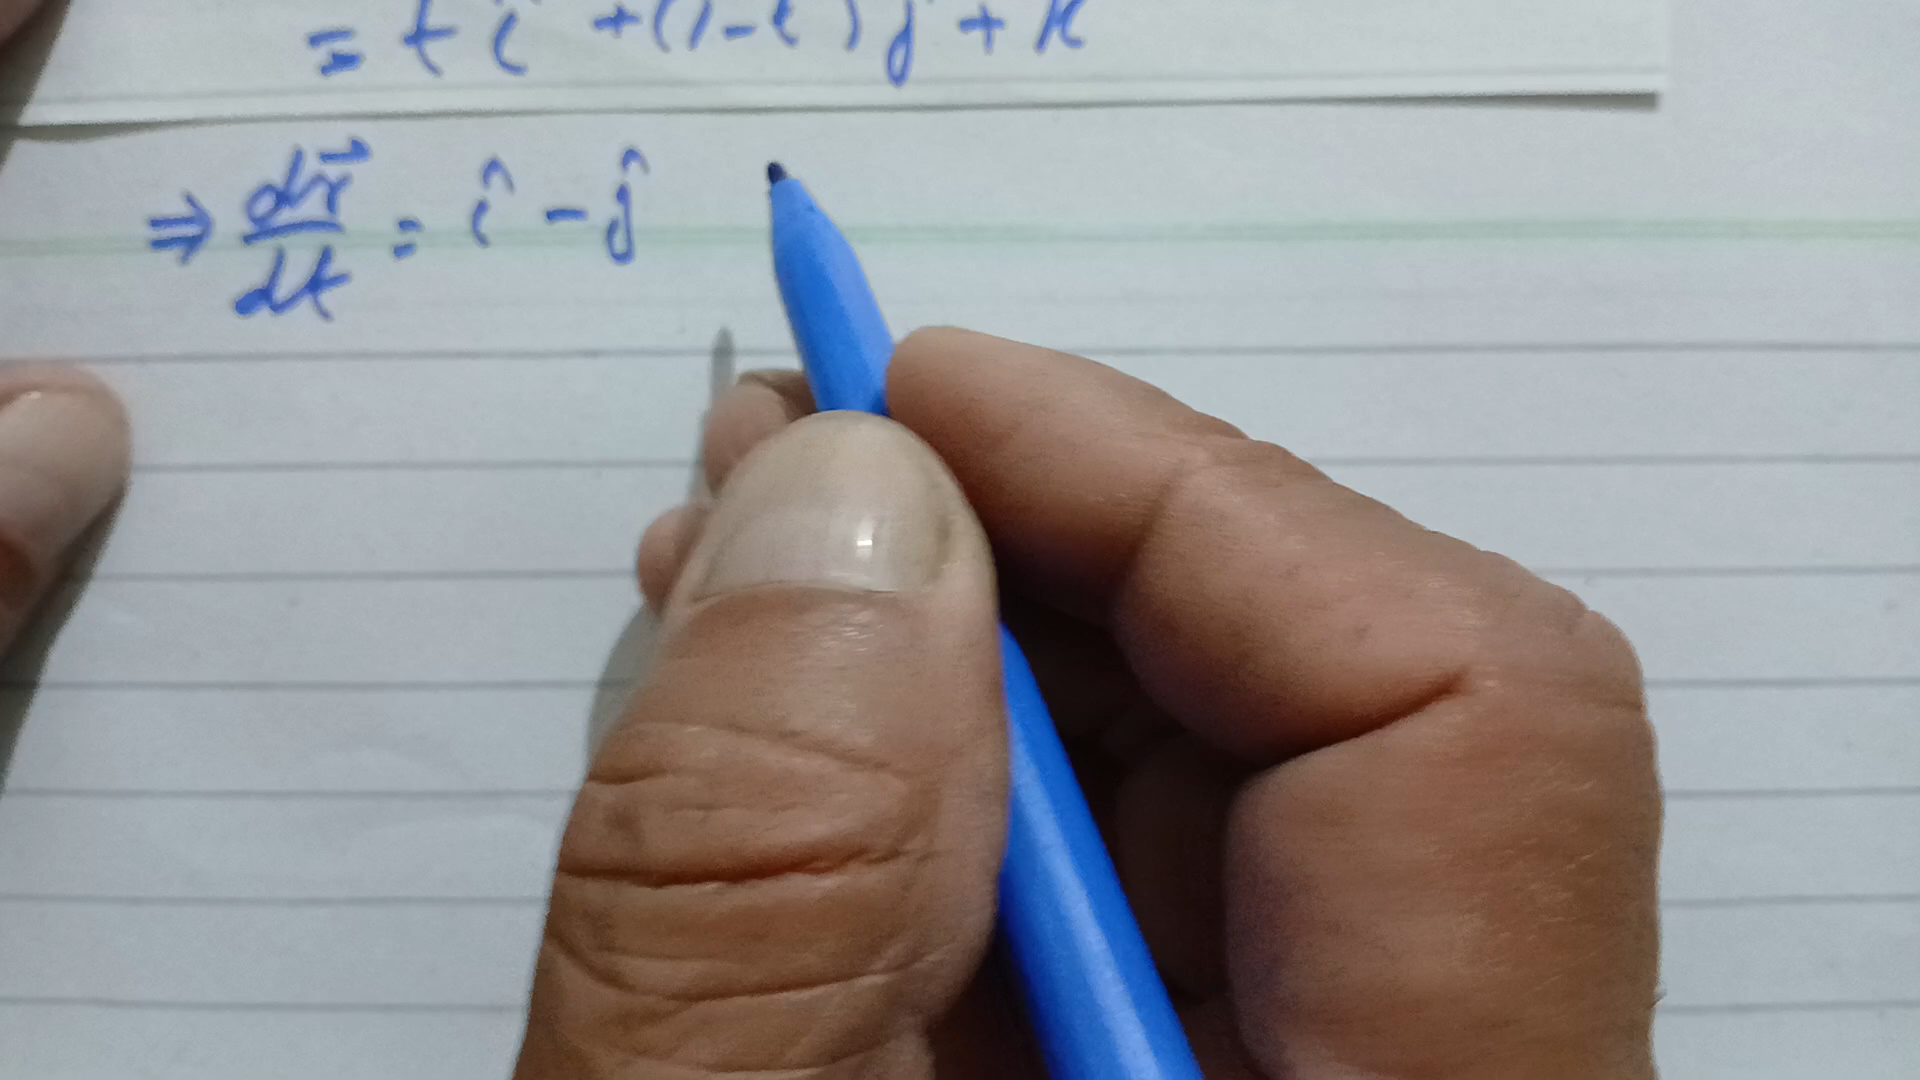 = t î + (1-t) ĵ + k
⇒ dr⃗/dt = î - ĵ